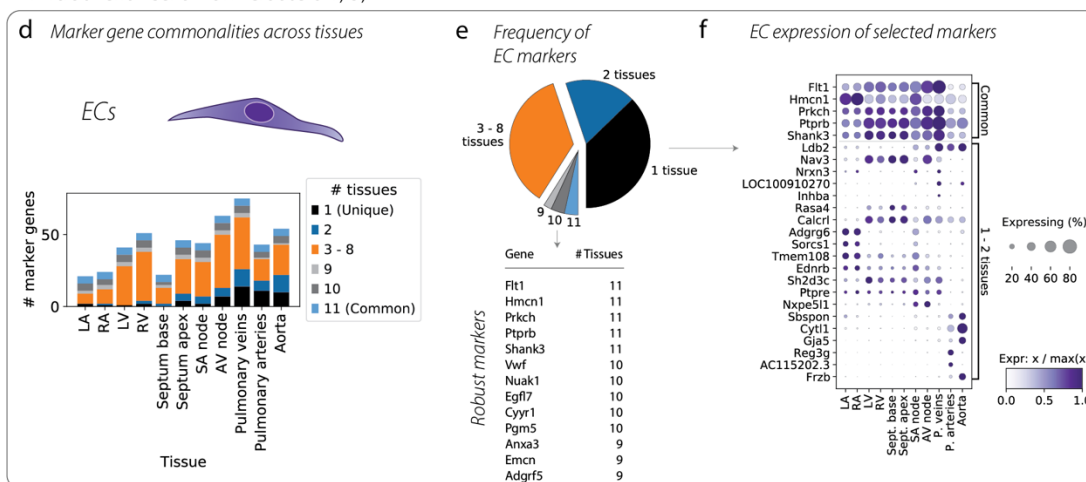 d Marker gene commonalities across tissues
ECs
# tissues
1 (Unique)
2
3 - 8
9
10
11 (Common)
# marker genes
50
0
LA
RA
LV
RV
Septum base
Septum apex
SA node
AV node
Pulmonary veins
Pulmonary arteries
Aorta
Tissue
e Frequency of
EC markers
2 tissues
3 - 8
tissues
1 tissue
9
10
11
Robust markers
Gene # Tissues
Flt1 11
Hmcn1 11
Prkch 11
Ptprb 11
Shank3 11
Vwf 10
Nuak1 10
Egfl7 10
Cyyr1 10
Pgm5 10
Anxa3 9
Emcn 9
Adgrf5 9
f EC expression of selected markers
Flt1
Hmcn1
Prkch
Ptprb
Shank3
Ldb2
Nav3
Nrxn3
LOC100910270
Inhba
Rasa4
Calcrl
Adgrg6
Sorcs1
Tmem108
Ednrb
Sh2d3c
Ptpre
Nxpe5l1
Sbspon
Cytl1
Gja5
Reg3g
AC115202.3
Frzb
Common
1 - 2 tissues
LA
RA
LV
RV
Sept. base
Sept. apex
SA node
AV node
P. veins
P. arteries
Aorta
Expressing (%)
20 40 60 80
Expr: x / max(x
0.0 0.5 1.0